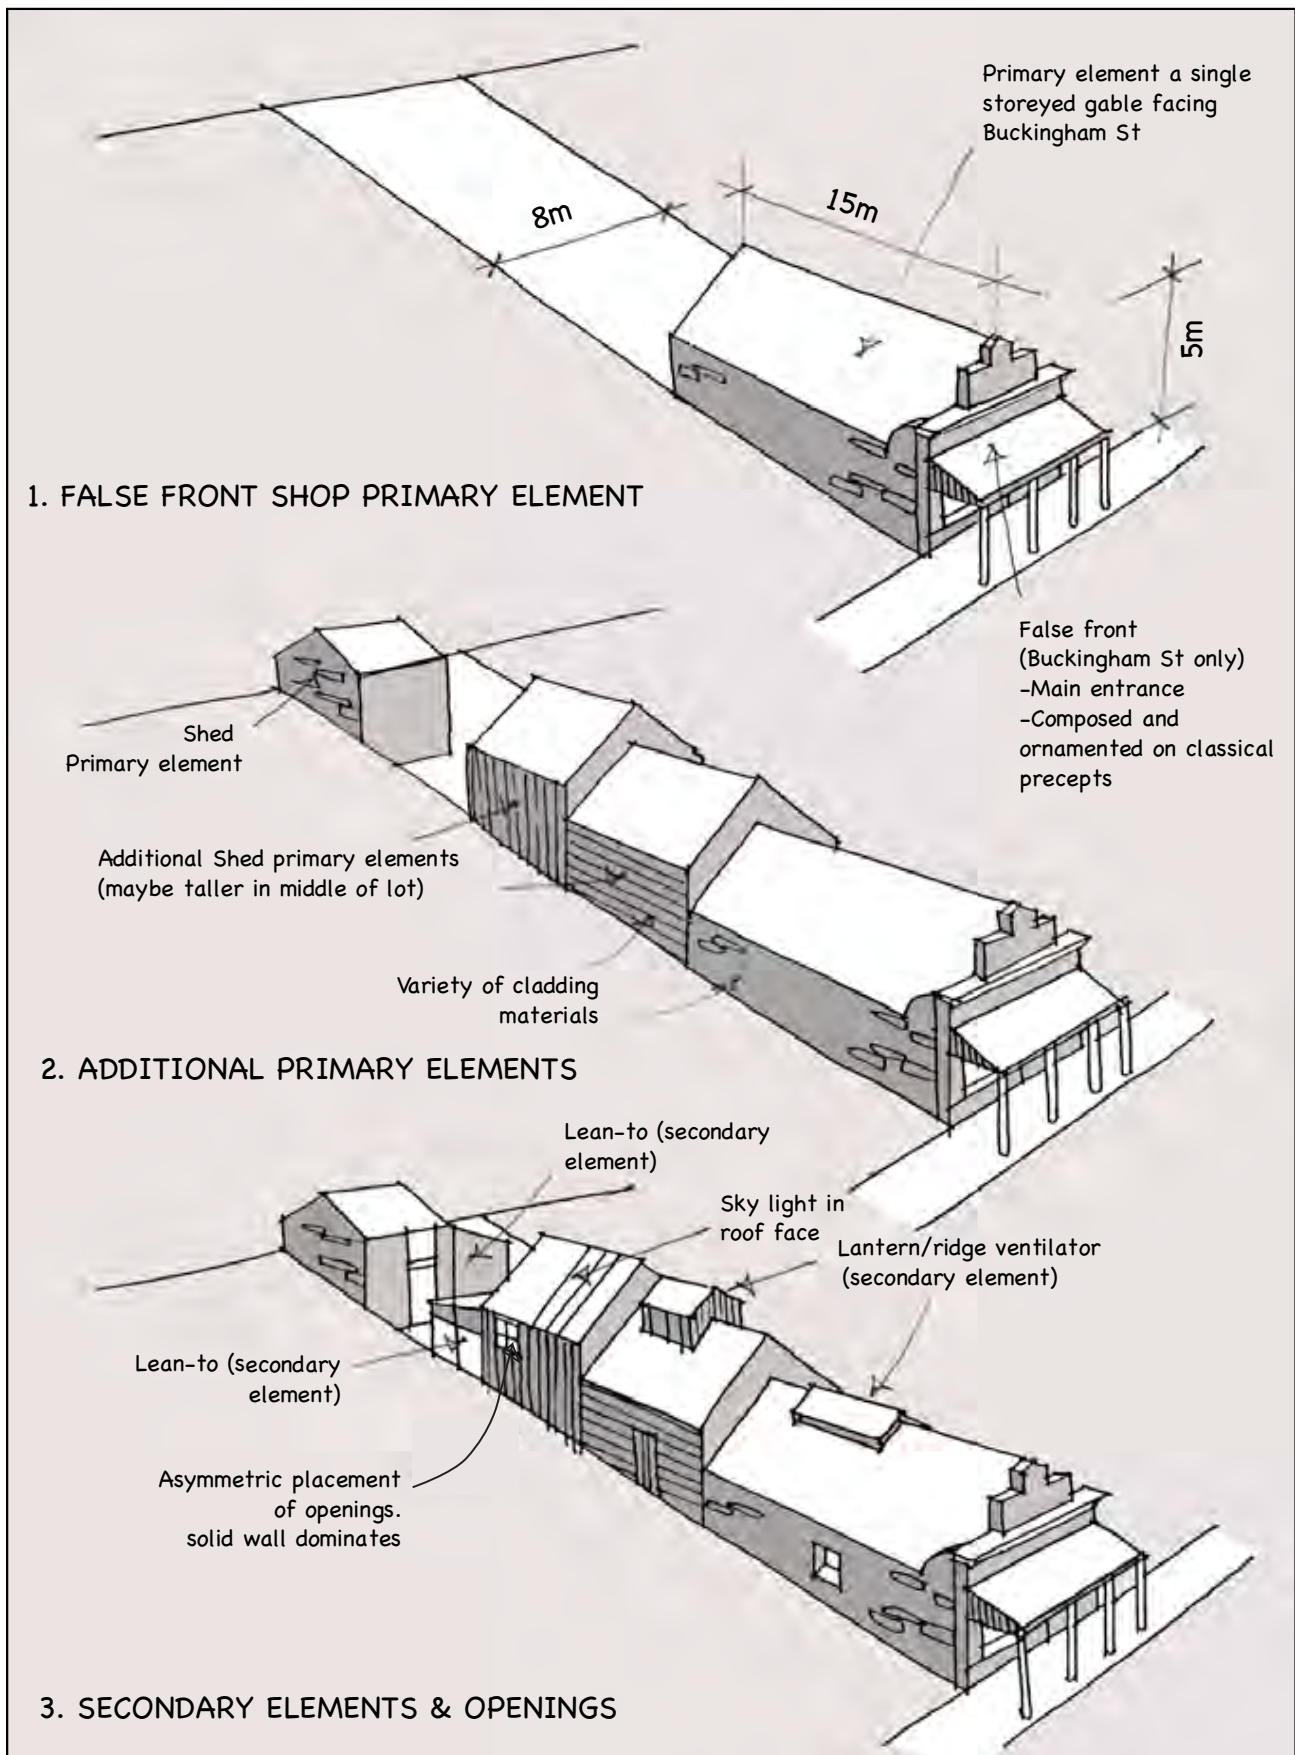 Primary element a single
storeyed gable facing
Buckingham St
15m
8m
5m
1. FALSE FRONT SHOP PRIMARY ELEMENT
False front
(Buckingham St only)
-Main entrance
-Composed and
ornamented on classical
precepts
Shed
Primary element
Additional Shed primary elements
(maybe taller in middle of lot)
Variety of cladding
materials
2. ADDITIONAL PRIMARY ELEMENTS
Lean-to (secondary
element)
Sky light in
roof face
Lantern/ridge ventilator
(secondary element)
Lean-to (secondary
element)
Asymmetric placement
of openings.
solid wall dominates
3. SECONDARY ELEMENTS & OPENINGS